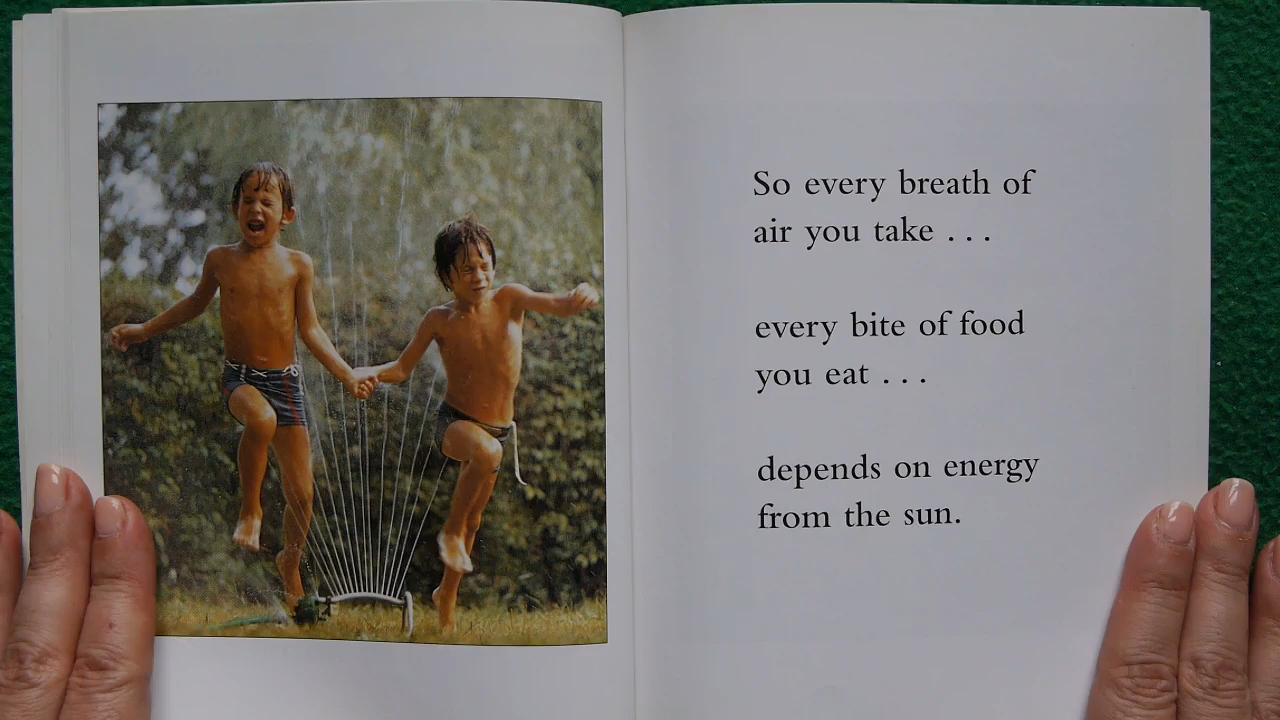 So every breath of
air you take . . .
every bite of food
you eat . . .
depends on energy
from the sun.